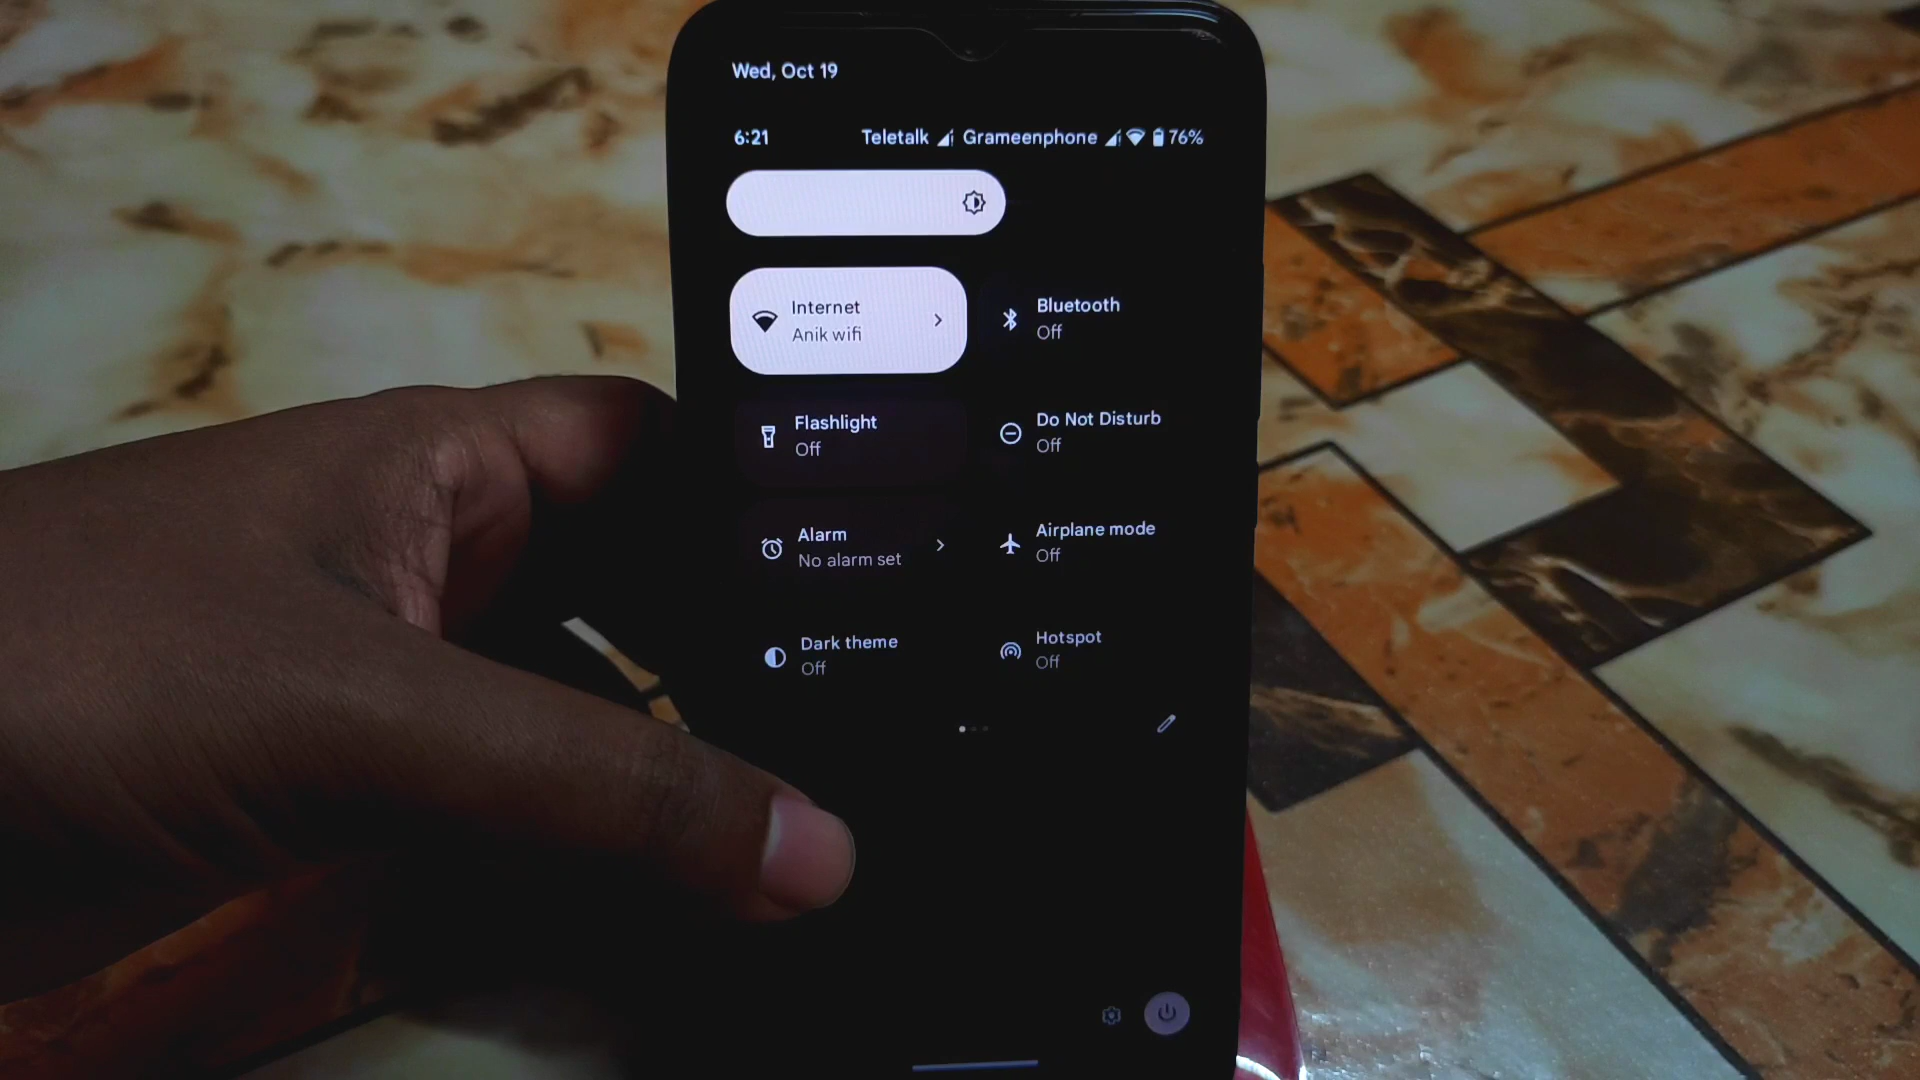 Wed, Oct 19
6:21 Teletalk Grameenphone 76%
Internet
Anik wifi
Bluetooth
Off
Flashlight
Off
Do Not Disturb
Off
Alarm
No alarm set
Airplane mode
Off
Dark theme
Off
Hotspot
Off